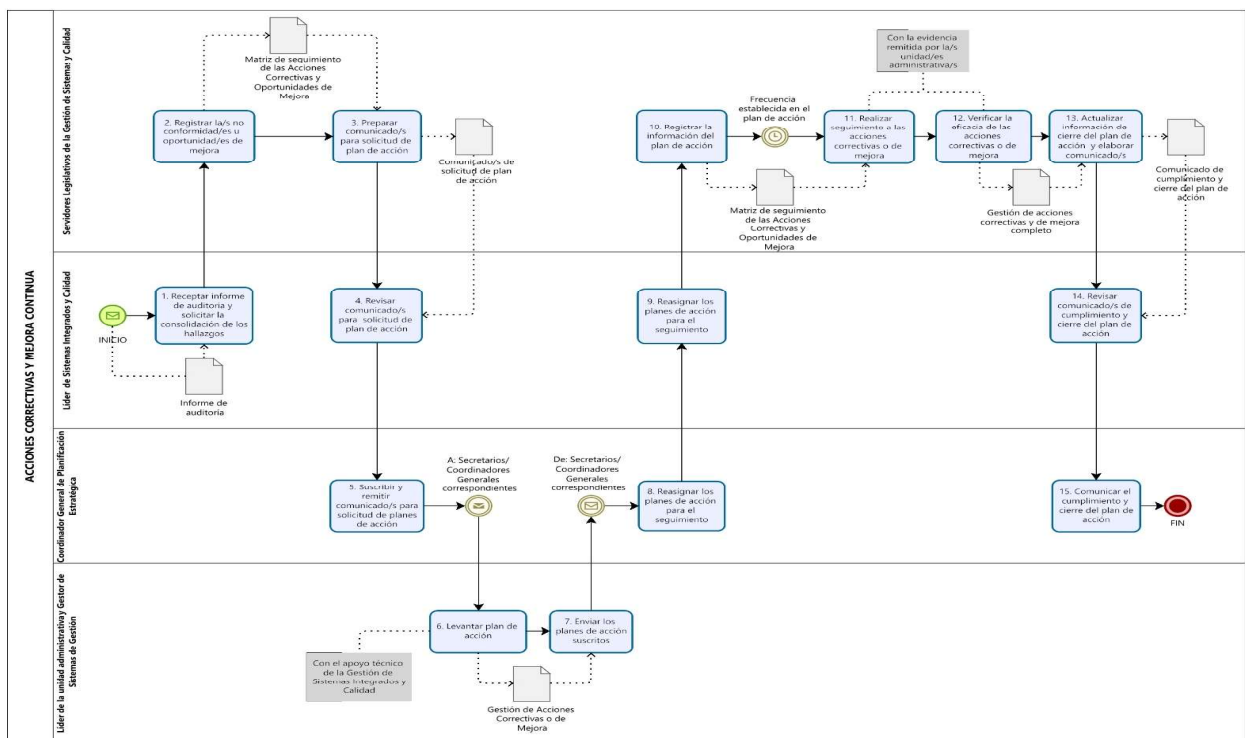 ACCIONES CORRECTIVAS Y MEJORA CONTINUA
Servidores Legislativos de la Gestión de Sistemas y Calidad
Matriz de seguimiento
de las Acciones
Correctivas y
Oportunidades de
Mejora
2. Registrar la/s no
conformidad/es u
oportunidad/es de
mejora
3. Preparar
comunicado/s
para solicitud de
plan de acción
Comunicado/s de
solicitud de plan
de acción
10. Registrar la
información del
plan de acción
Frecuencia
establecida en el
plan de acción
Matriz de seguimiento
de las Acciones
Correctivas y
Oportunidades de
Mejora
Con la evidencia
remitida por la/s
unidad/es
administrativa/s
11. Realizar
seguimiento a las
acciones
correctivas o de
mejora
12. Verificar la
eficacia de las
acciones
correctivas o de
mejora
Gestión de acciones
correctivas y de mejora
completo
13. Actualizar
información de
cierre del plan de
acción y elaborar
comunicado/s
Comunicado de
cumplimiento y
cierre del plan de
acción
Líder de Sistemas Integrados y Calidad
INICIO
1. Receptar informe
de auditoria y
solicitar la
consolidación de los
hallazgos
Informe de
auditoría
4. Revisar
comunicado/s
para solicitud de
plan de acción
9. Reasignar los
planes de acción
para el
seguimiento
14. Revisar
comunicado/s de
cumplimiento y
cierre del plan de
acción
Coordinador General de Planificación
Estratégica
5. Suscribir y
remitir
comunicado/s para
solicitud de planes
de acción
A: Secretarios/
Coordinadores
Generales
correspondientes
De: Secretarios/
Coordinadores
Generales
correspondientes
8. Reasignar los
planes de acción
para el
seguimiento
15. Comunicar el
cumplimiento y
cierre del plan de
acción
FIN
Líder de la unidad administrativa y Gestor de
Sistemas de Gestión
Con el apoyo técnico
de la Gestión de
Sistemas Integrados y
Calidad
6. Levantar plan de
acción
Gestión de Acciones
Correctivas o de
Mejora
7. Enviar los
planes de acción
suscritos